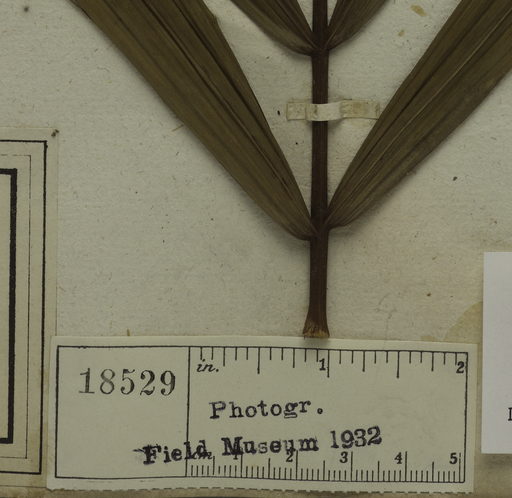 18529
in. 1 2
Photogr.
Field Museum 1932
1 2 3 4 5